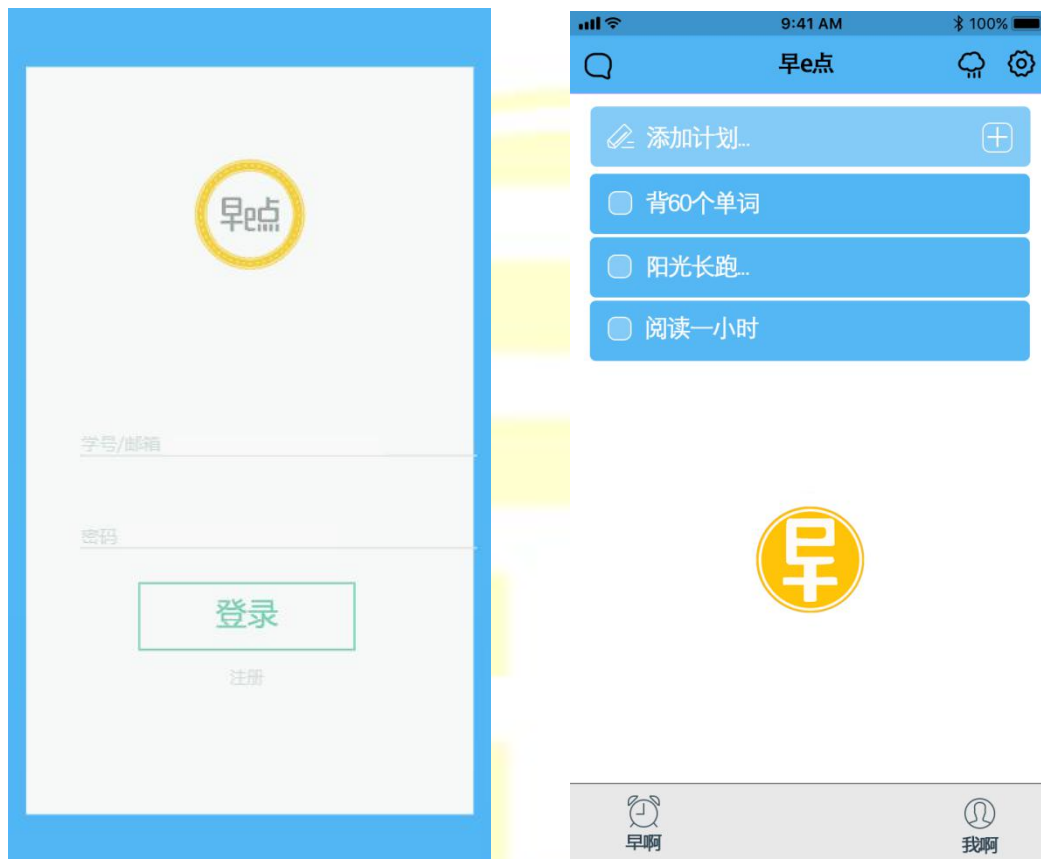 早e点
学号/邮箱
密码
登录
注册
9:41 AM
100%
早e点
添加计划...
背60个单词
阳光长跑...
阅读一小时
早
早啊
我啊